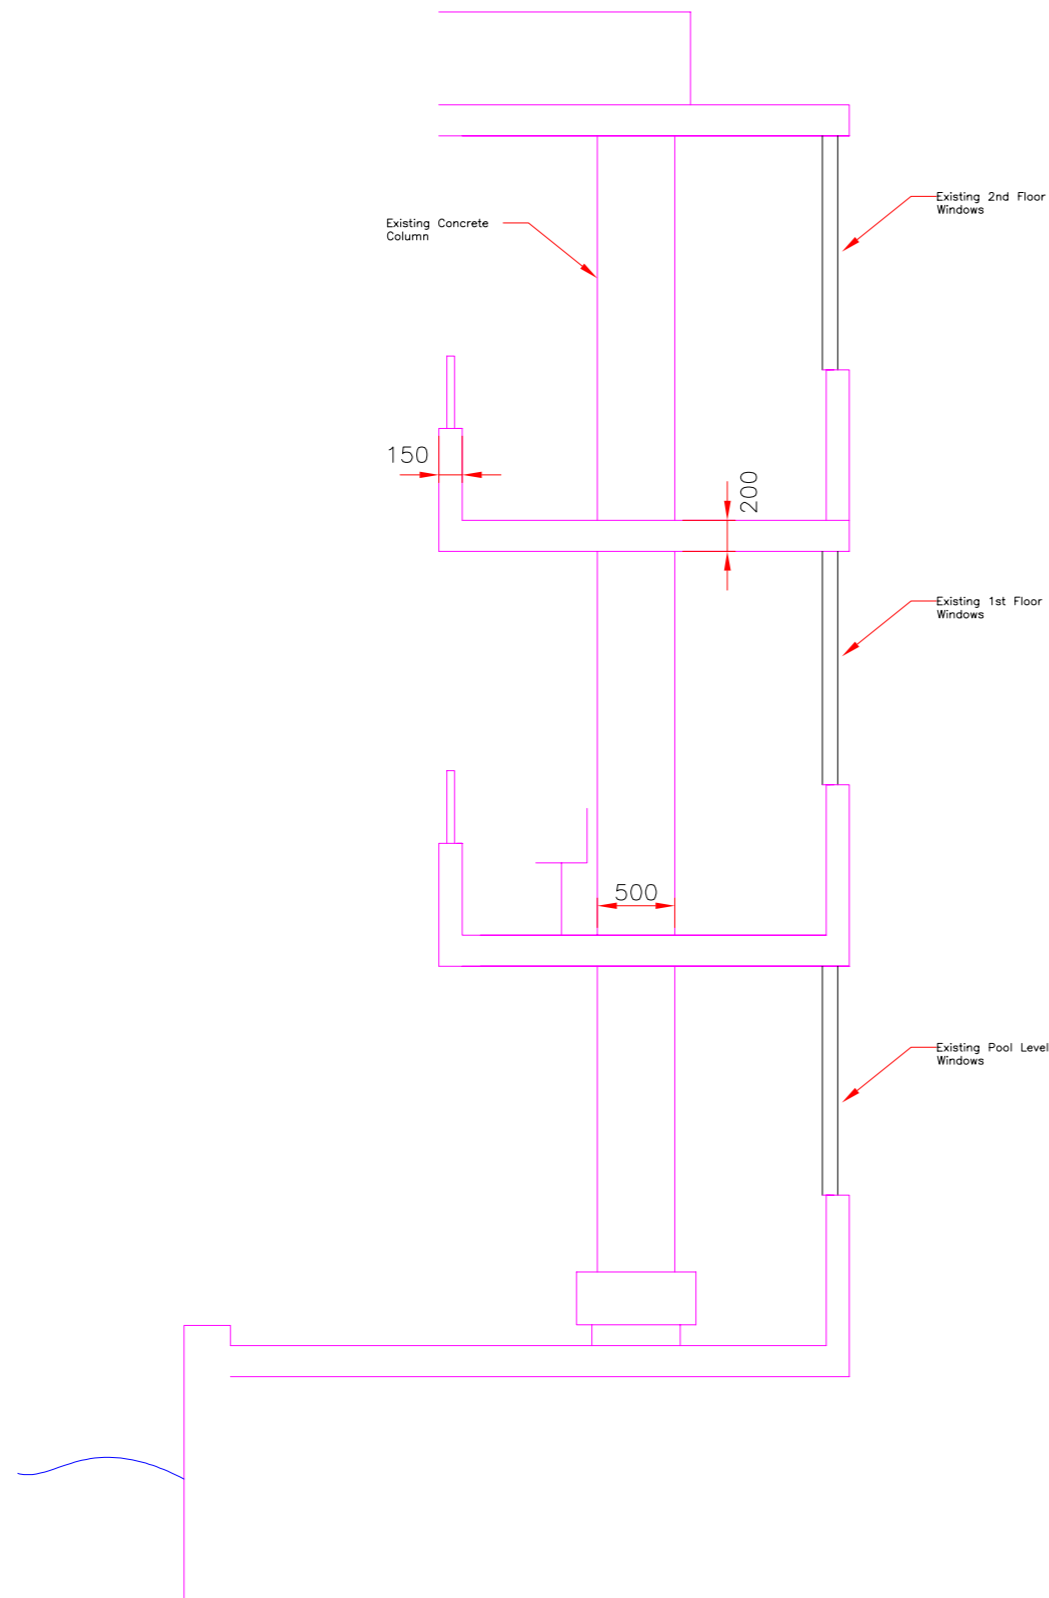 Existing 2nd Floor
Windows
Existing Concrete
Column
150
200
Existing 1st Floor
Windows
500
Existing Pool Level
Windows